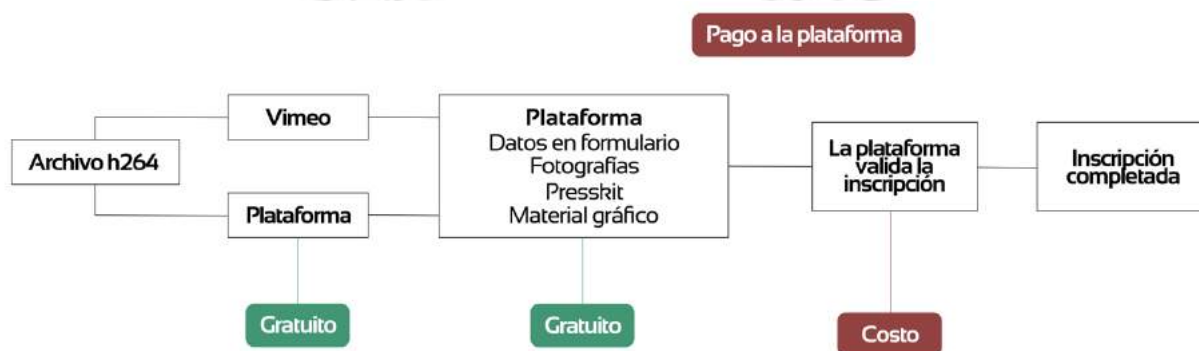 Pago a la plataforma
Vimeo
Archivo h264
Plataforma
Plataforma
Datos en formulario
Fotografías
Presskit
Material gráfico
La plataforma
valida la
inscripción
Inscripción
completada
Gratuito
Gratuito
Costo